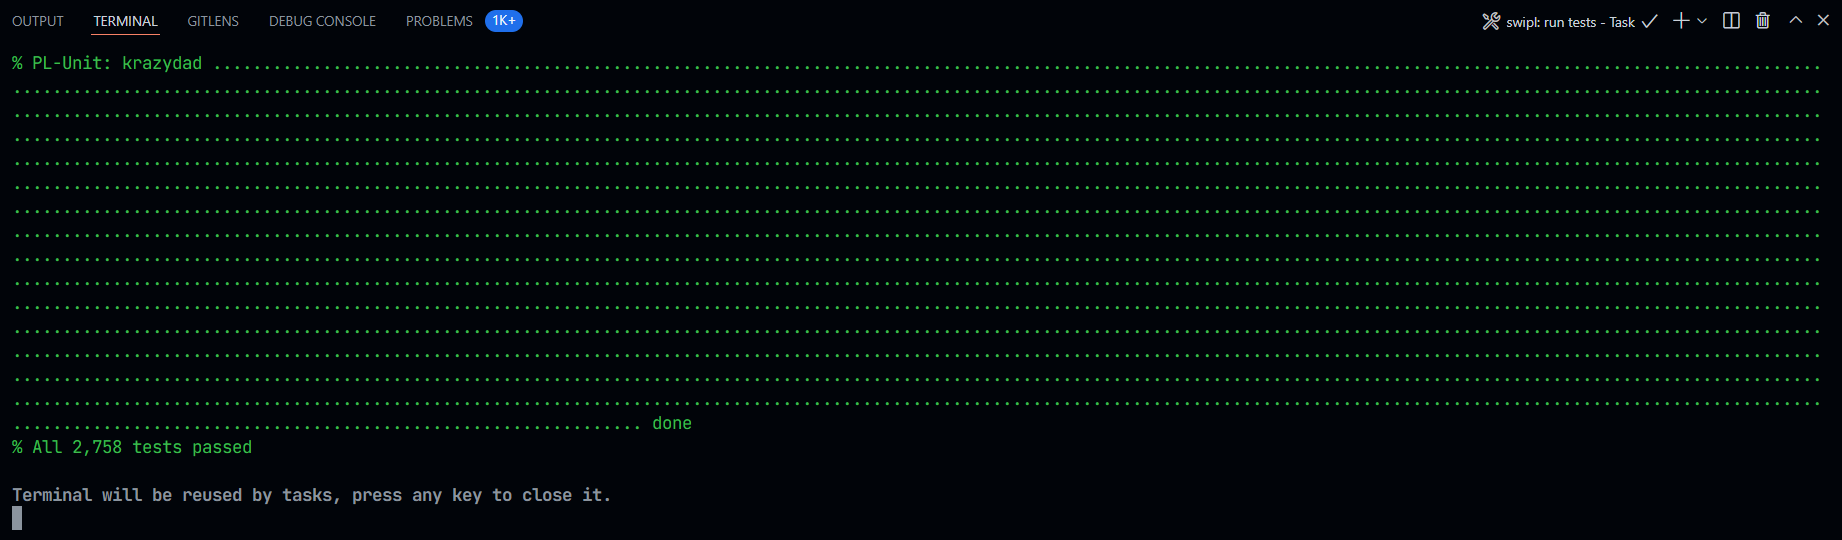 OUTPUT TERMINAL GITLENS DEBUG CONSOLE PROBLEMS 1K+ swipl: run tests - Task
% PL-Unit: krazydad .................................................................................................................................................................
.....................................................................................................................................................................................
.....................................................................................................................................................................................
.....................................................................................................................................................................................
.....................................................................................................................................................................................
.....................................................................................................................................................................................
.....................................................................................................................................................................................
.....................................................................................................................................................................................
.....................................................................................................................................................................................
.....................................................................................................................................................................................
.....................................................................................................................................................................................
.....................................................................................................................................................................................
.....................................................................................................................................................................................
.....................................................................................................................................................................................
.....................................................................................................................................................................................
............................................................... done
% All 2,758 tests passed
Terminal will be reused by tasks, press any key to close it.